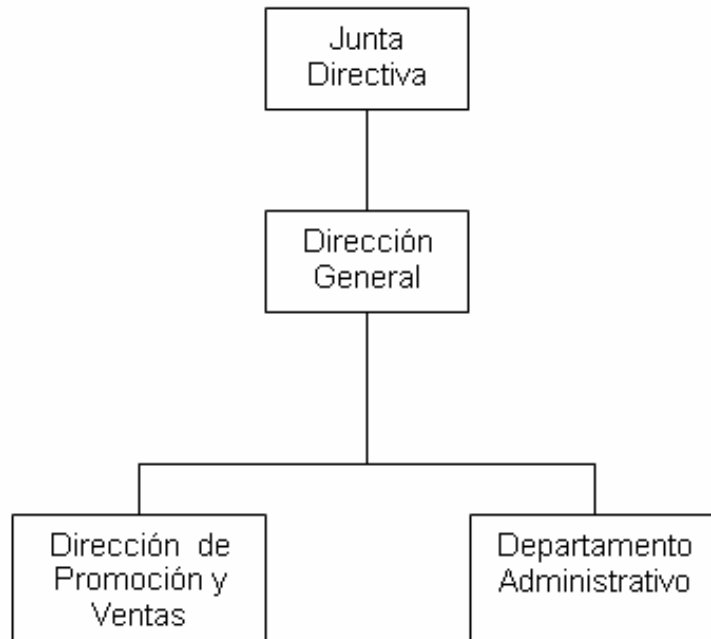 Junta
Directiva
Dirección
General
Dirección de
Promoción y
Ventas
Departamento
Administrativo